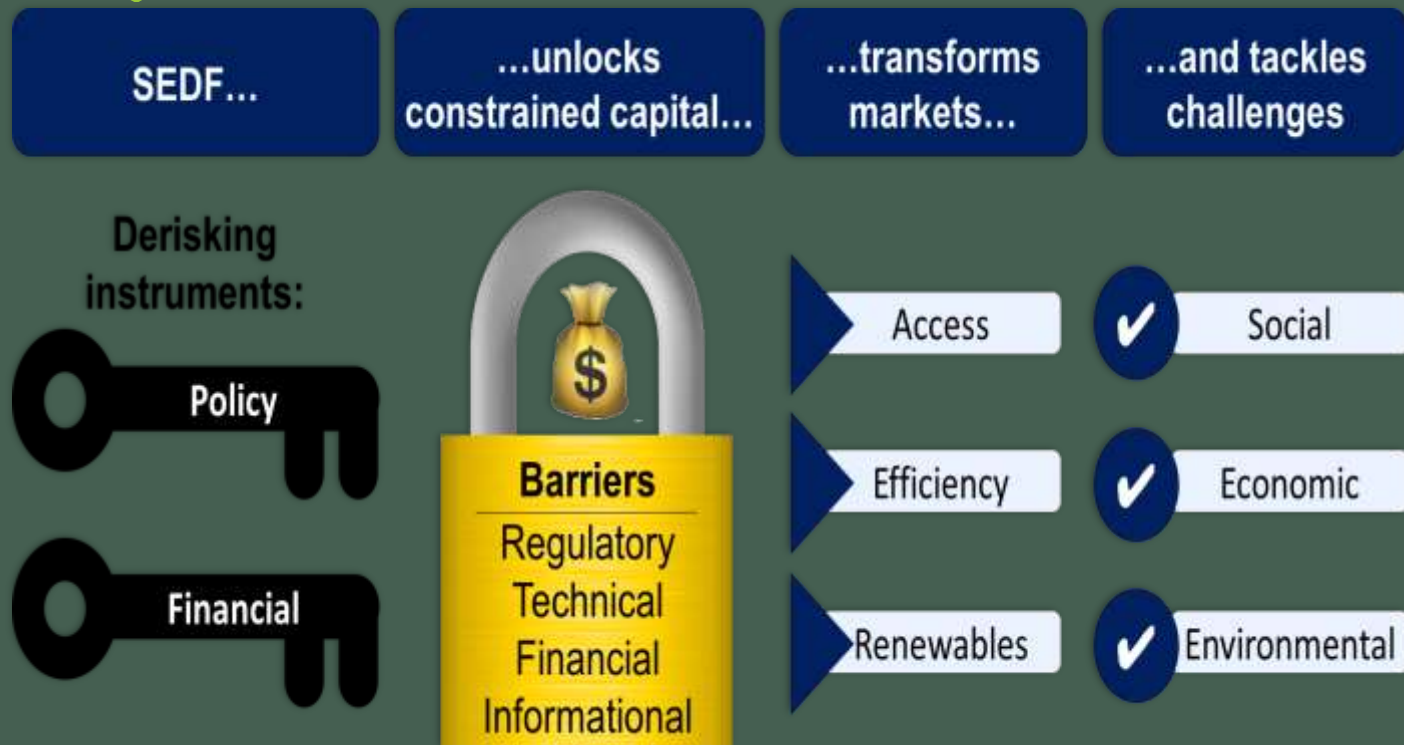 SEDF...
...unlocks
constrained capital...
...transforms
markets...
...and tackles
challenges
Derisking
instruments:
Policy
Financial
$
Barriers
Regulatory
Technical
Financial
Informational
Access
Efficiency
Renewables
Social
Economic
Environmental